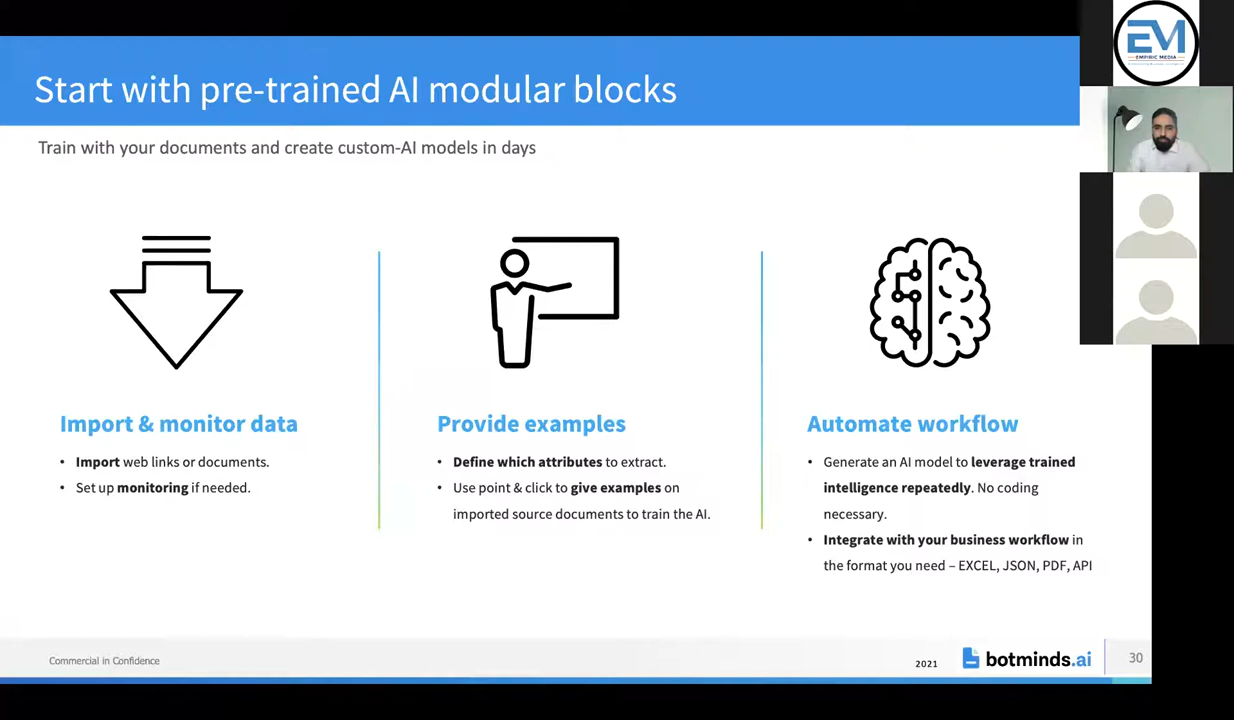 Start with pre-trained AI modular blocks
Train with your documents and create custom-AI models in days
EM
EMPIRIC MEDIA
Import & monitor data
• Import web links or documents.
• Set up monitoring if needed.
Provide examples
• Define which attributes to extract.
• Use point & click to give examples on
imported source documents to train the AI.
Automate workflow
• Generate an AI model to leverage trained
intelligence repeatedly. No coding
necessary.
• Integrate with your business workflow in
the format you need – EXCEL, JSON, PDF, API
Commercial in Confidence
2021
botminds.ai
30